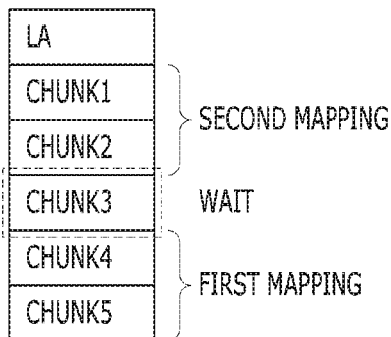 LA
CHUNK1
CHUNK2
SECOND MAPPING
CHUNK3
WAIT
CHUNK4
CHUNK5
FIRST MAPPING